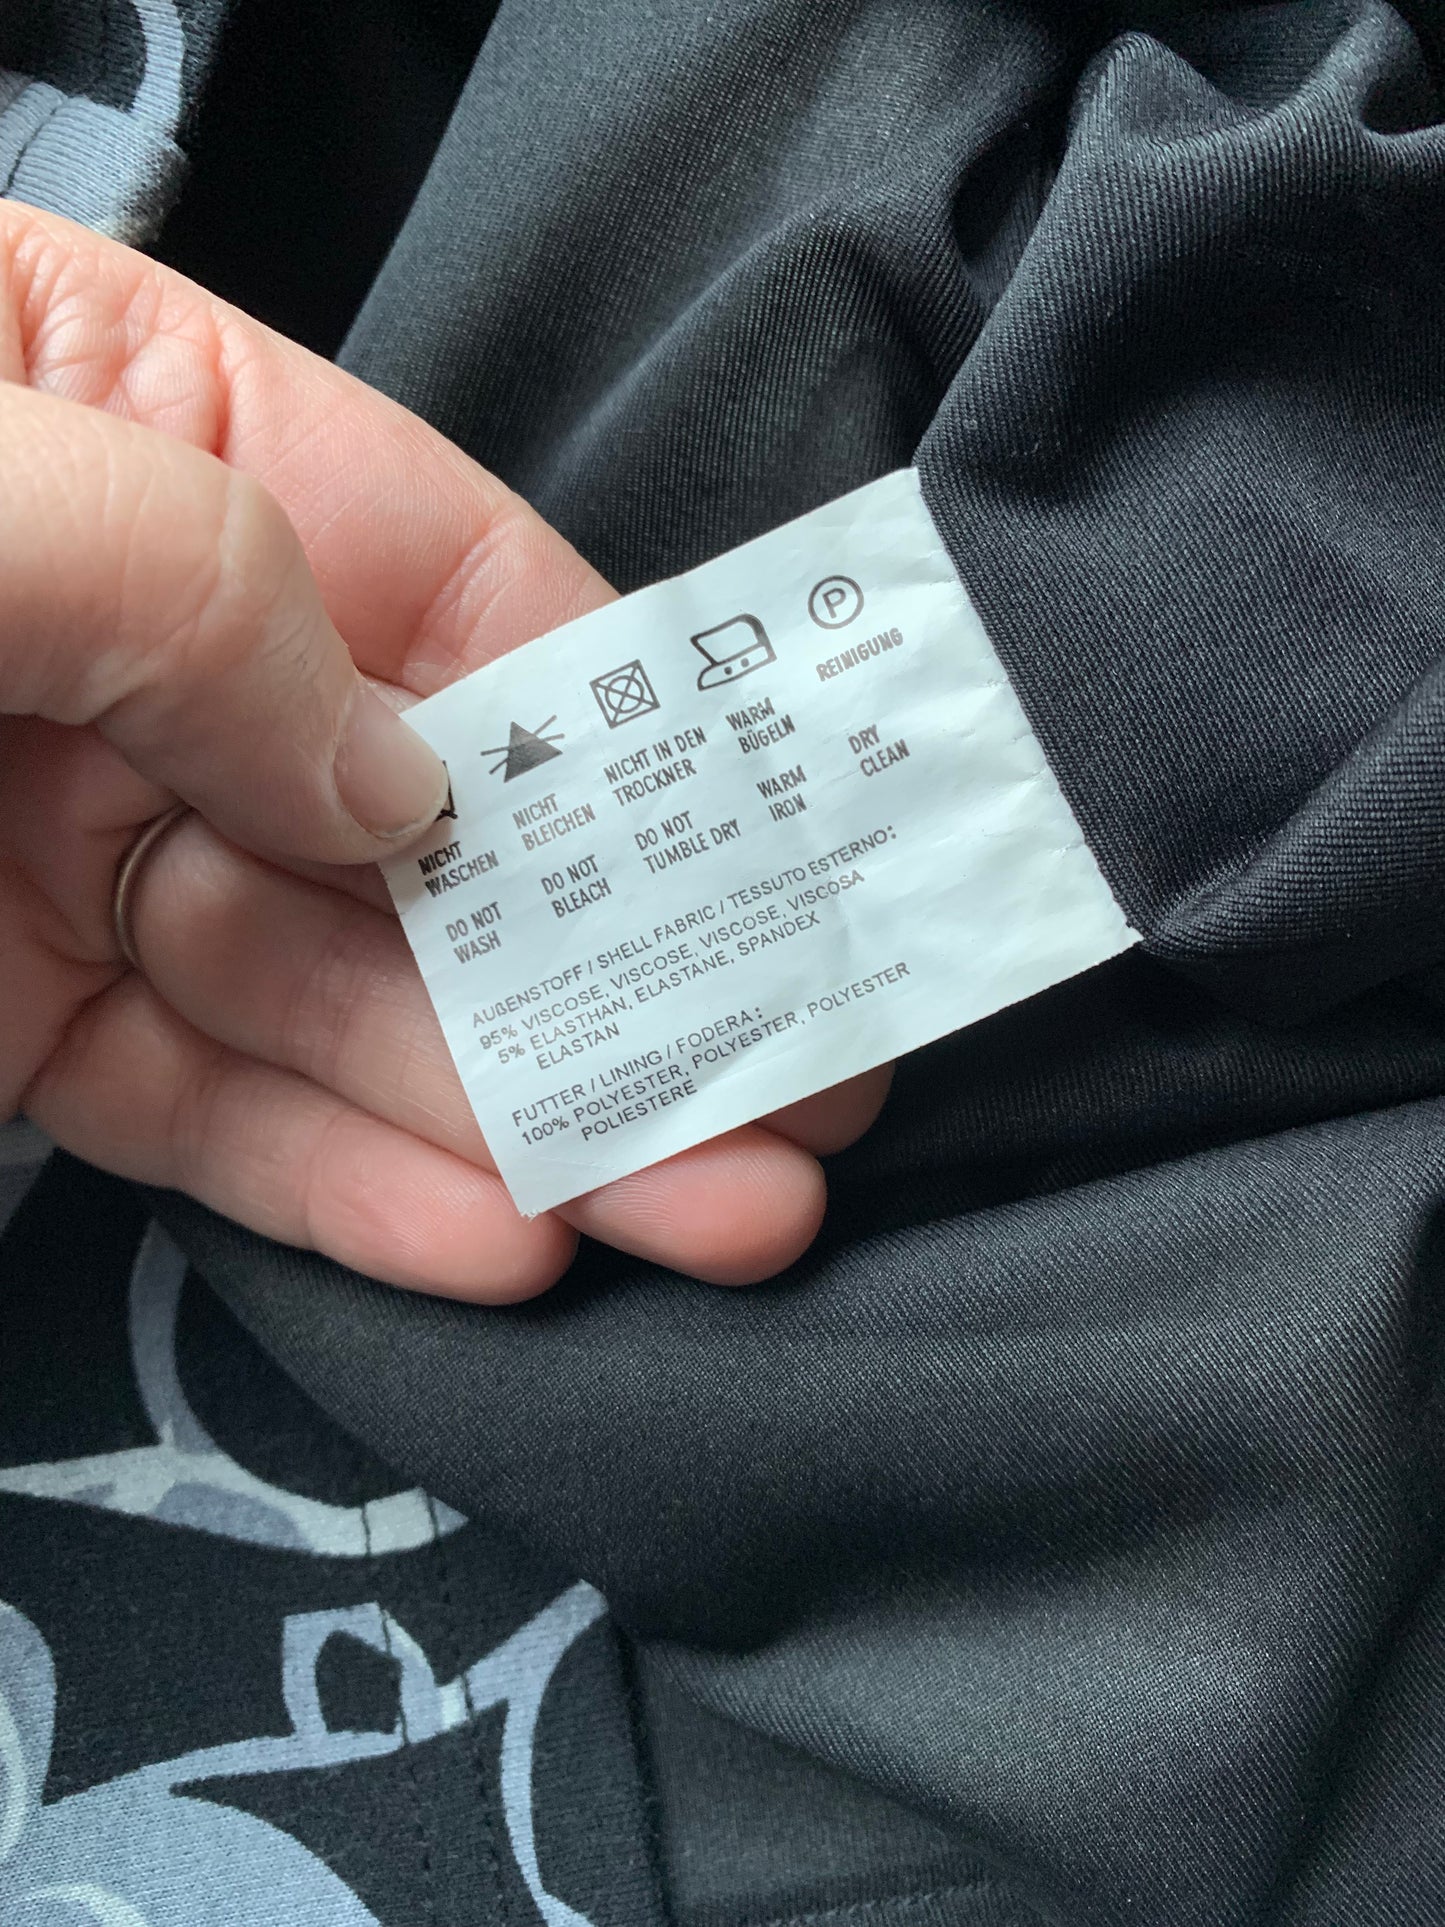 P
NICHT
WASCHEN
NICHT
BLEICHEN
NICHT IN DEN
TROCKNER
WARM
BÜGELN
REINIGUNG
DO NOT
WASH
DO NOT
BLEACH
DO NOT
TUMBLE DRY
WARM
IRON
DRY
CLEAN
AUßENSTOFF / SHELL FABRIC / TESSUTO ESTERNO:
95% VISCOSE, VISCOSE, VISCOSE, VISCOSA
5% ELASTHAN, ELASTANE, SPANDEX
ELASTAN
FUTTER / LINING / FODERA:
100% POLYESTER, POLYESTER, POLYESTER
POLIESTERE